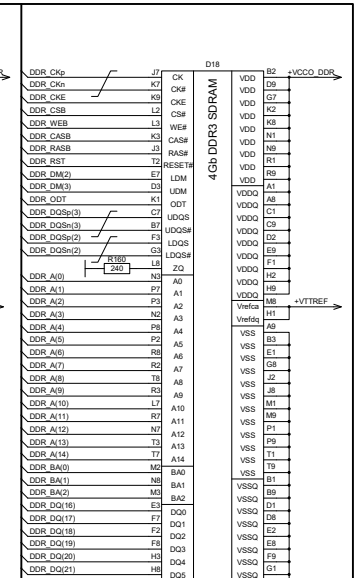 D18
4Gb DDR3 SDRAM
DDR_CKp J7 CK VDD B2 +VCCO_DDR
DDR_CKn K7 CK# VDD D9
DDR_CKE K9 CKE VDD G7
DDR_CSB L2 CS# VDD K2
DDR_WEB L3 WE# VDD K8
DDR_CASB K3 CAS# VDD N1
DDR_RASB J3 RAS# VDD N9
DDR_RST T2 RESET# VDD R1
DDR_DM(2) E7 LDM VDD R9
DDR_DM(3) D3 UDM VDDQ A1
DDR_ODT K1 ODT VDDQ A8
DDR_DQSp(3) C7 UDQS VDDQ C1
DDR_DQSn(3) B7 UDQS# VDDQ C9
DDR_DQSp(2) F3 LDQS VDDQ D2
DDR_DQSn(2) G3 LDQS# VDDQ E9
R160 240 L8 ZQ VDDQ F1
DDR_A(0) N3 A0 VDDQ H2
DDR_A(1) P7 A1 VDDQ H9
DDR_A(2) P3 A2 Vrefca M8 +VTTREF
DDR_A(3) N2 A3 Vrefdq H1
DDR_A(4) P8 A4 VSS A9
DDR_A(5) P2 A5 VSS B3
DDR_A(6) R8 A6 VSS E1
DDR_A(7) R2 A7 VSS G8
DDR_A(8) T8 A8 VSS J2
DDR_A(9) R3 A9 VSS J8
DDR_A(10) L7 A10 VSS M1
DDR_A(11) R7 A11 VSS M9
DDR_A(12) N7 A12 VSS P1
DDR_A(13) T3 A13 VSS P9
DDR_A(14) T7 A14 VSS T1
DDR_BA(0) M2 BA0 VSS T9
DDR_BA(1) N8 BA1 VSSQ B1
DDR_BA(2) M3 BA2 VSSQ B9
DDR_DQ(16) E3 DQ0 VSSQ D1
DDR_DQ(17) F7 DQ1 VSSQ D8
DDR_DQ(18) F2 DQ2 VSSQ E2
DDR_DQ(19) F8 DQ3 VSSQ E8
DDR_DQ(20) H3 DQ4 VSSQ F9
DDR_DQ(21) H8 DQ5 VSSQ G1